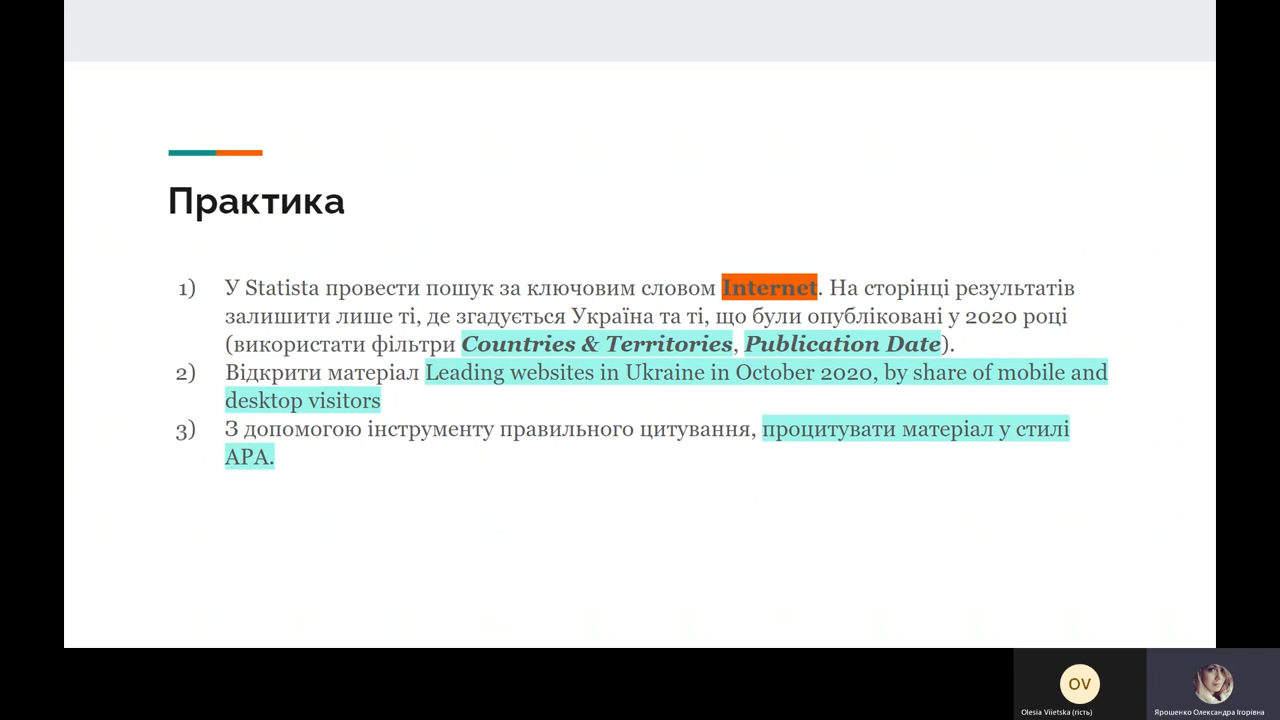 Практика
1) У Statista провести пошук за ключовим словом Internet. На сторінці результатів
залишити лише ті, де згадується Україна та ті, що були опубліковані у 2020 році
(використати фільтри Countries & Territories, Publication Date).
2) Відкрити матеріал Leading websites in Ukraine in October 2020, by share of mobile and
desktop visitors
3) З допомогою інструменту правильного цитування, процитувати матеріал у стилі
APA.
OV
Olesia Viietska (гість)
Ярошенко Олександра Ігорівна